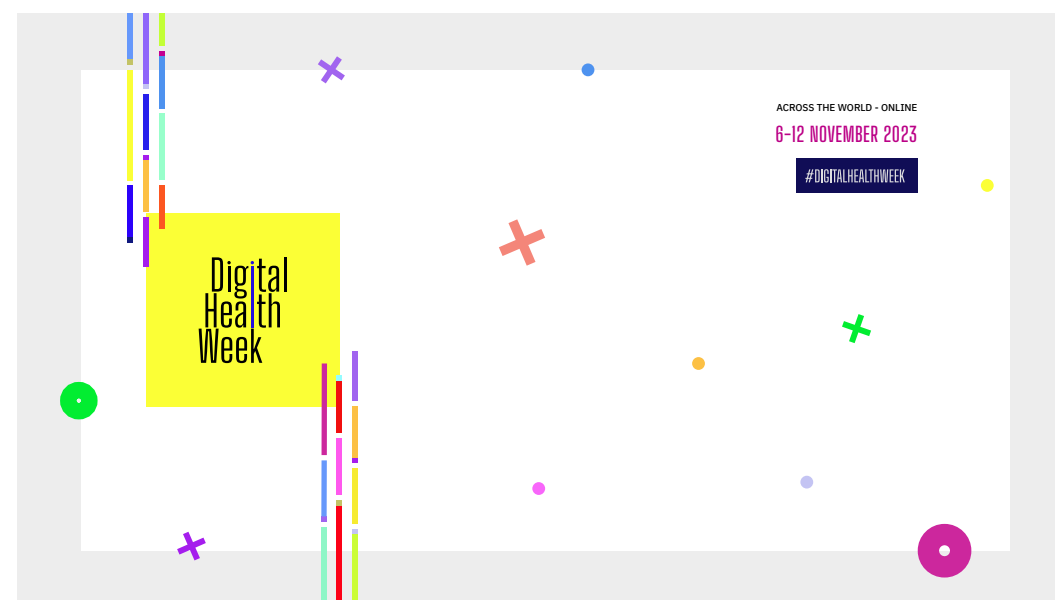 ACROSS THE WORLD - ONLINE
6-12 NOVEMBER 2023
#DIGITALHEALTHWEEK
Digital
Health
Week